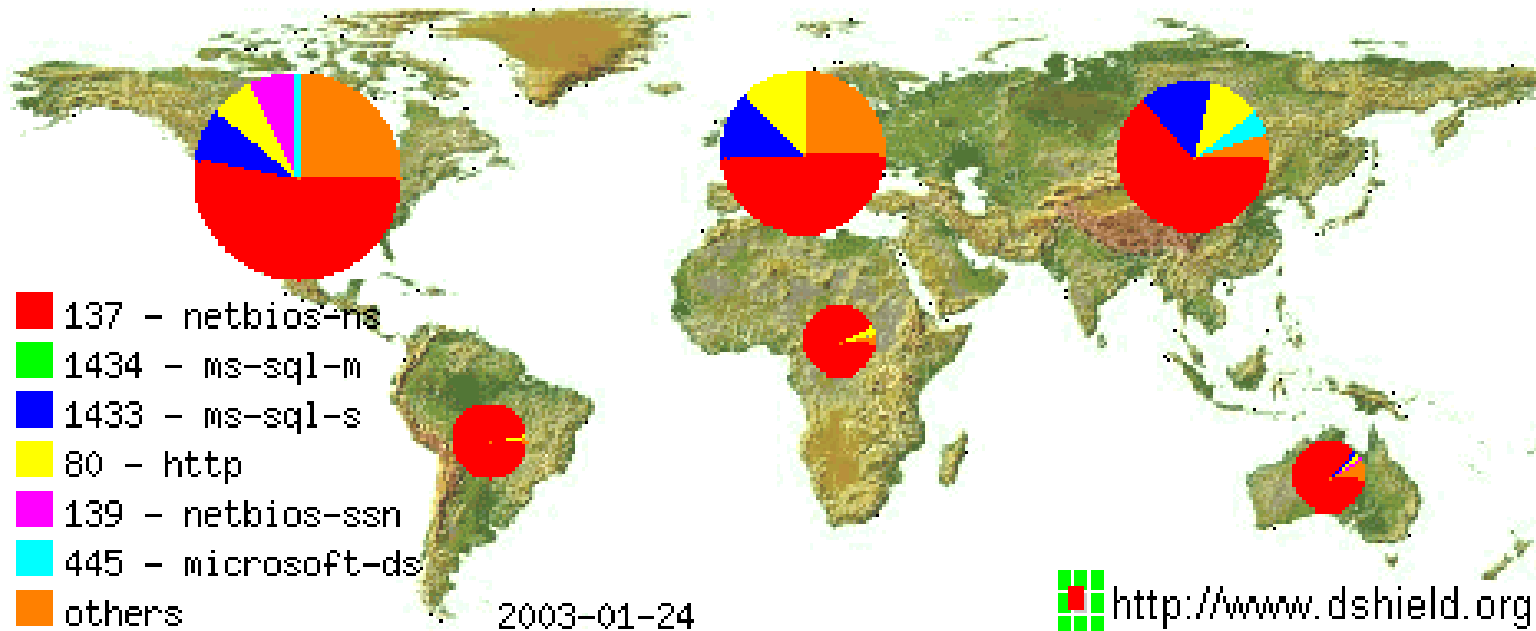 137 - netbios-ns
1434 - ms-sql-m
1433 - ms-sql-s
80 - http
139 - netbios-ssn
445 - microsoft-ds
others
2003-01-24
http://www.dshield.org